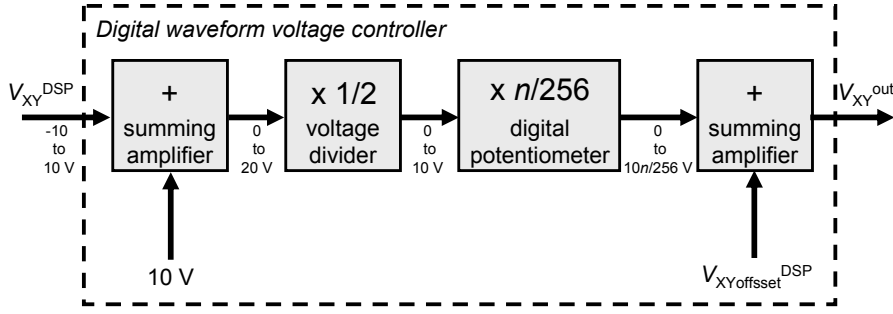 Digital waveform voltage controller
V_XY^DSP
-10
to
10 V
+
summing
amplifier
10 V
0
to
20 V
x 1/2
voltage
divider
0
to
10 V
x n/256
digital
potentiometer
0
to
10n/256 V
+
summing
amplifier
V_XYoffsset^DSP
V_XY^out